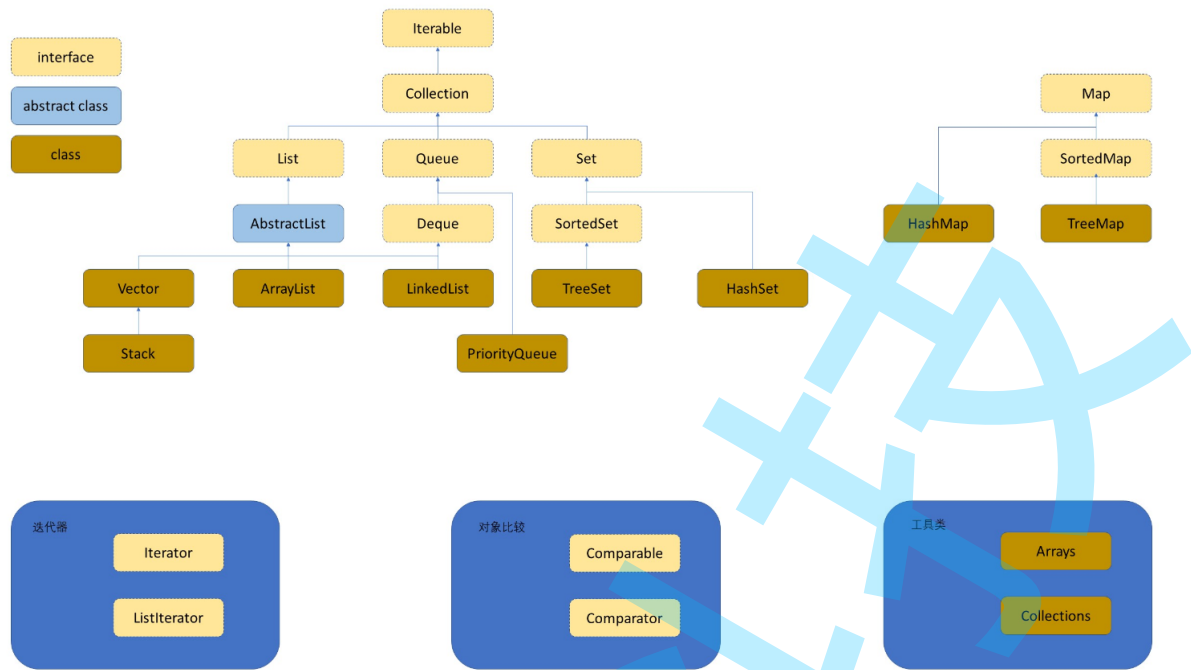 Iterable
interface
Collection
Map
abstract class
class
List
Queue
Set
SortedMap
AbstractList
Deque
SortedSet
HashMap
TreeMap
Vector
ArrayList
LinkedList
TreeSet
HashSet
Stack
PriorityQueue
迭代器
Iterator
ListIterator
对象比较
Comparable
Comparator
工具类
Arrays
Collections